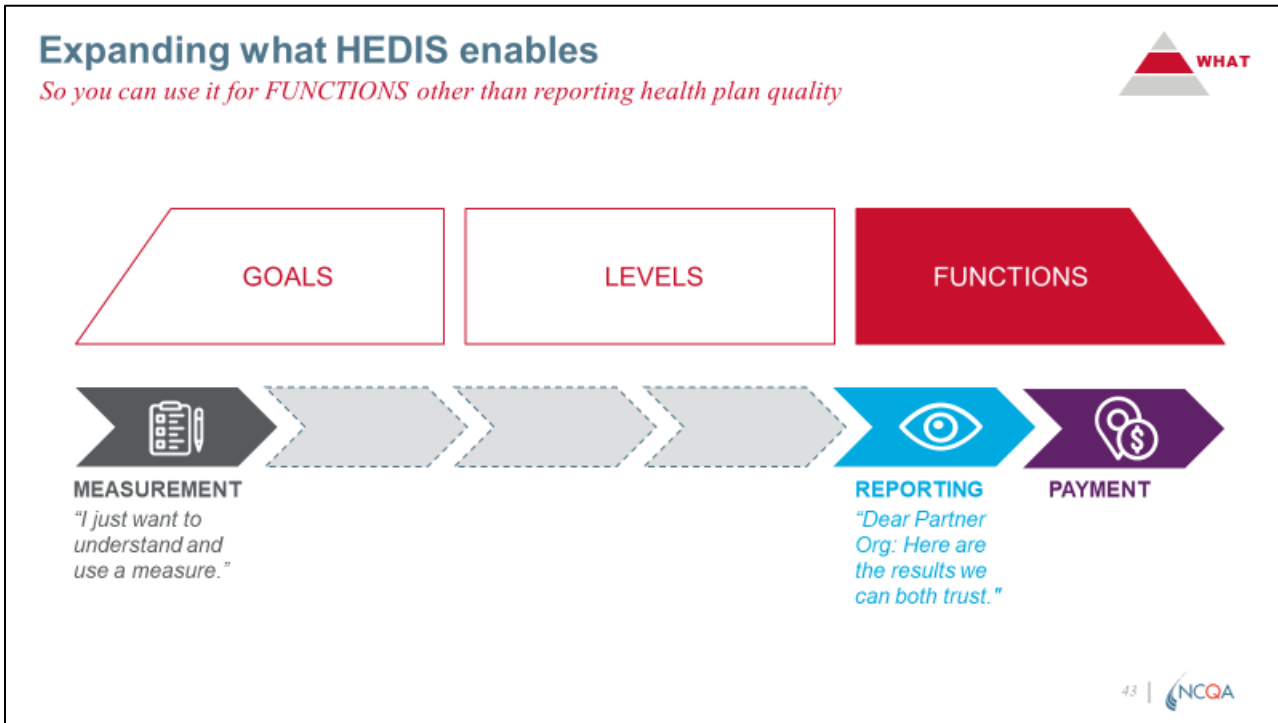 Expanding what HEDIS enables
So you can use it for FUNCTIONS other than reporting health plan quality
WHAT
GOALS
LEVELS
FUNCTIONS
$
MEASUREMENT
"I just want to
understand and
use a measure."
REPORTING
"Dear Partner
Org: Here are
the results we
can both trust."
PAYMENT
43
NCQA